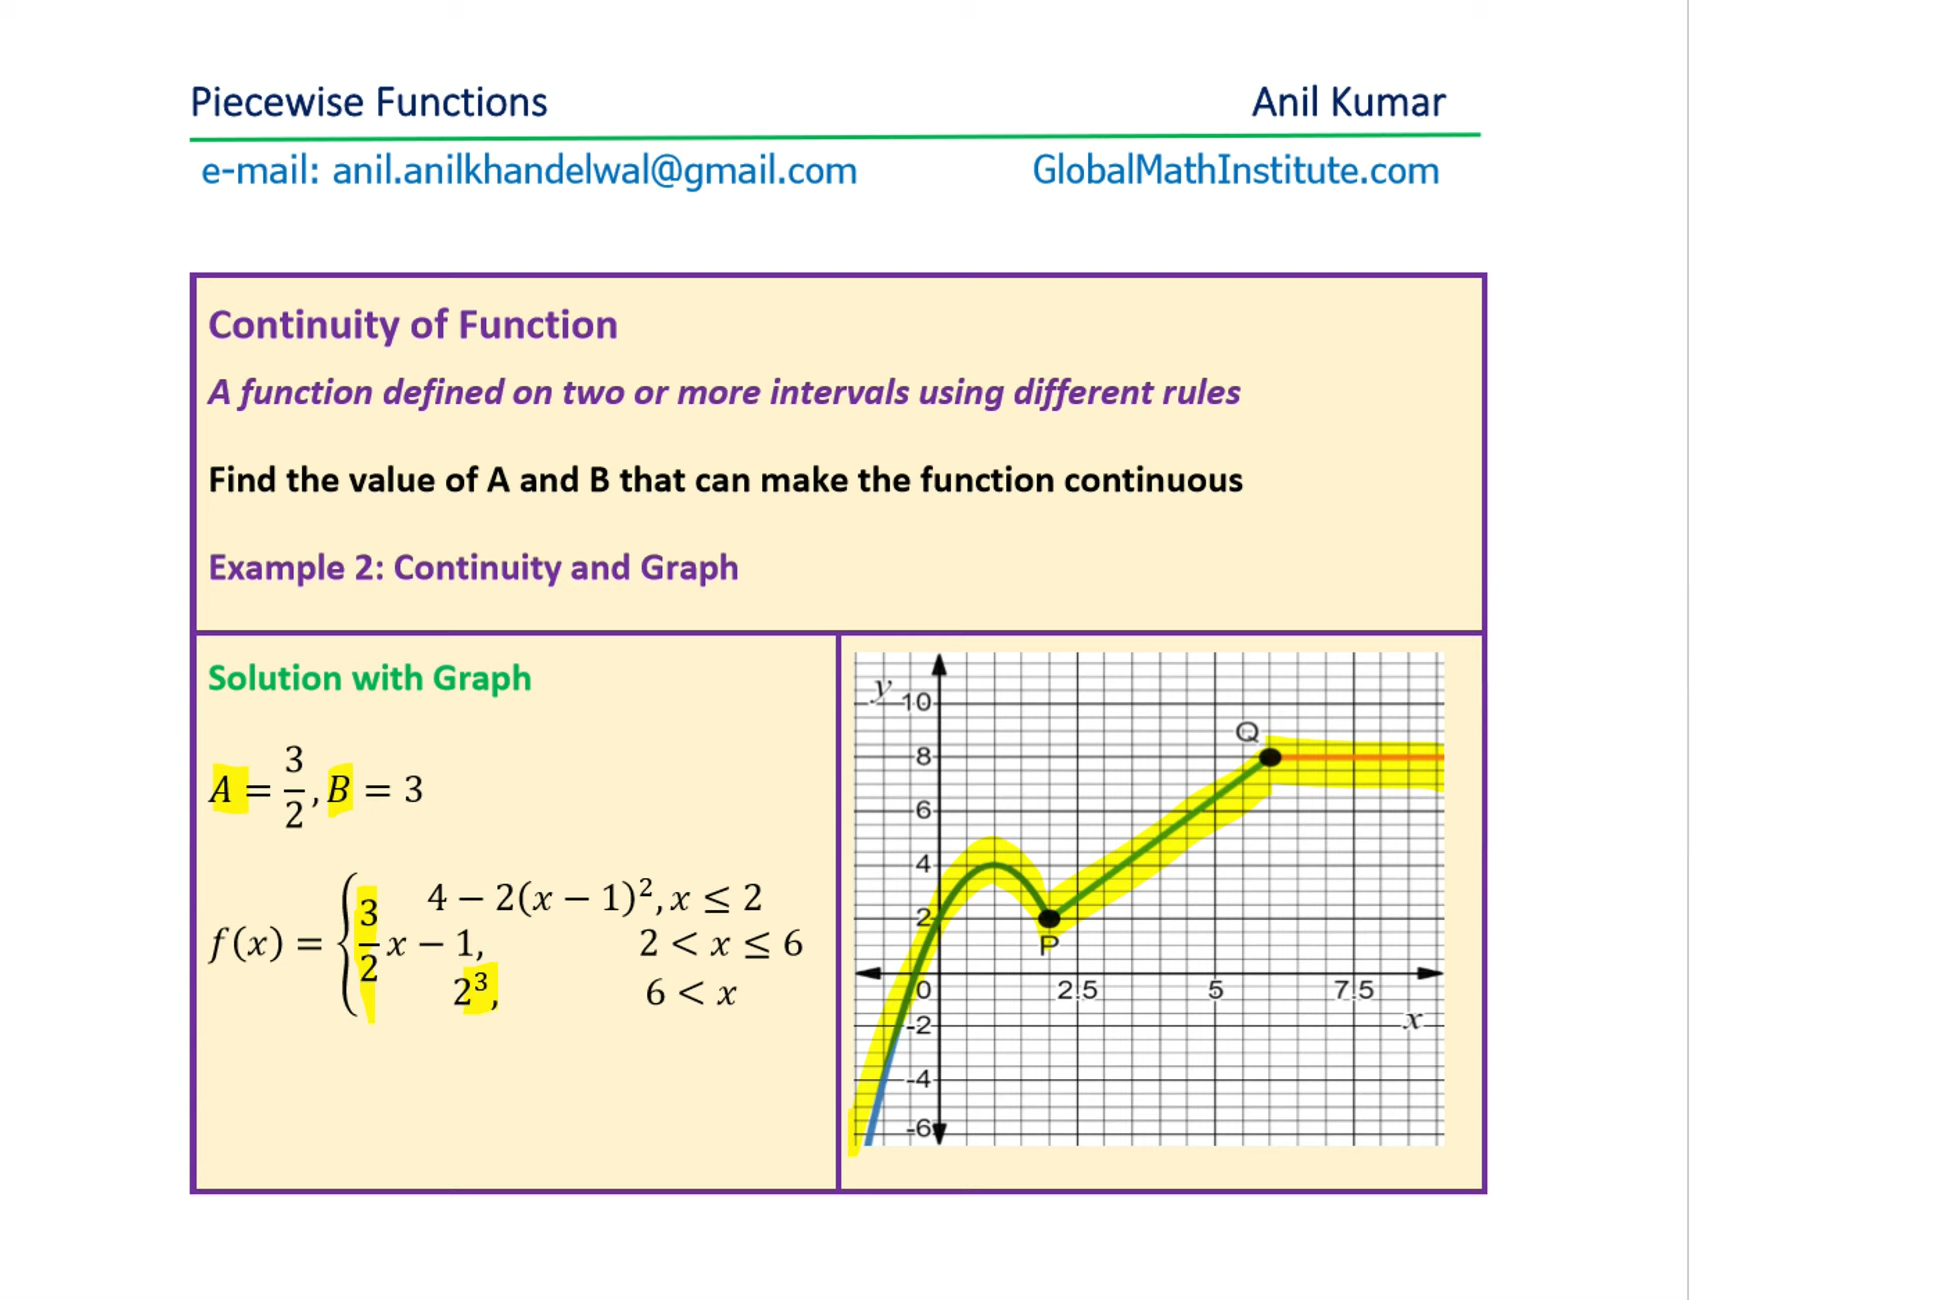 Piecewise Functions Anil Kumar
e-mail: anil.anilkhandelwal@gmail.com GlobalMathInstitute.com
Continuity of Function
A function defined on two or more intervals using different rules
Find the value of A and B that can make the function continuous
Example 2: Continuity and Graph
Solution with Graph
A = 3/2, B = 3
f(x) = {
4 − 2(x − 1)², x ≤ 2
3/2 x − 1, 2 < x ≤ 6
2³, 6 < x
y
10
Q
8
6
4
2
P
0 2.5 5 7.5
x
-2
-4
-6